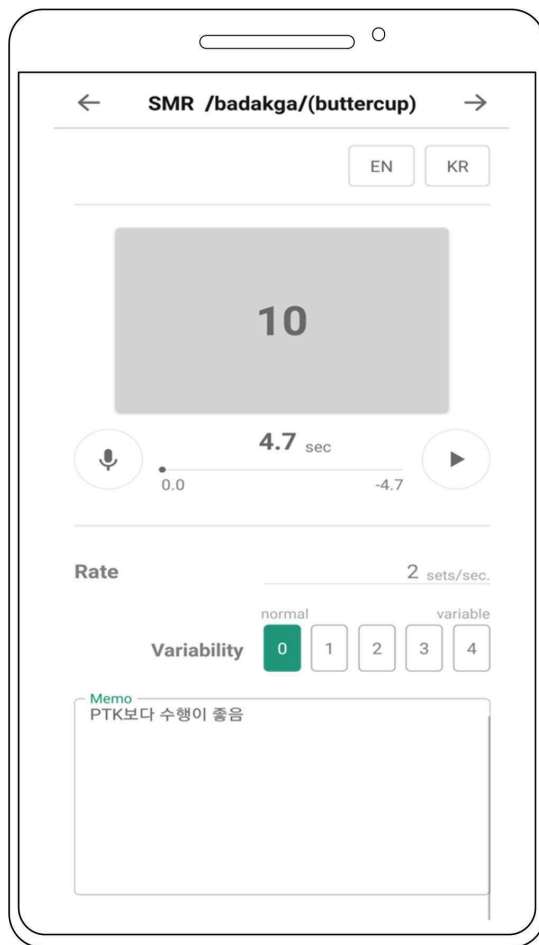 ← SMR /badakga/(buttercup) →
EN KR
10
4.7 sec
0.0 -4.7
Rate 2 sets/sec.
normal variable
Variability 0 1 2 3 4
Memo
PTK보다 수행이 좋음